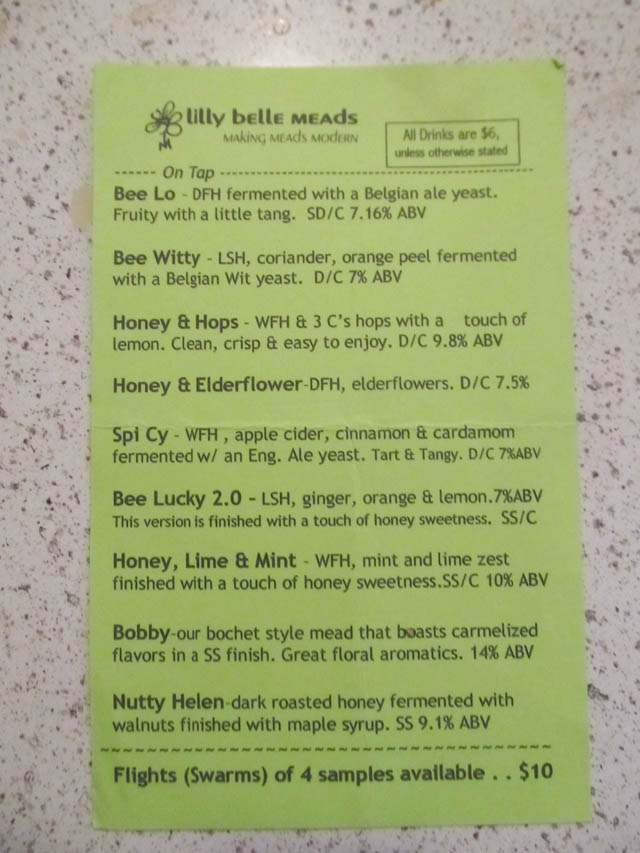 lilly belle MEADs
MAKING MEADS MODERN
All Drinks are $6,
unless otherwise stated
------ On Tap ------------------------------
Bee Lo - DFH fermented with a Belgian ale yeast.
Fruity with a little tang. SD/C 7.16% ABV
Bee Witty - LSH, coriander, orange peel fermented
with a Belgian Wit yeast. D/C 7% ABV
Honey & Hops - WFH & 3 C's hops with a touch of
lemon. Clean, crisp & easy to enjoy. D/C 9.8% ABV
Honey & Elderflower-DFH, elderflowers. D/C 7.5%
Spi Cy - WFH , apple cider, cinnamon & cardamom
fermented w/ an Eng. Ale yeast. Tart & Tangy. D/C 7%ABV
Bee Lucky 2.0 - LSH, ginger, orange & lemon.7%ABV
This version is finished with a touch of honey sweetness. SS/C
Honey, Lime & Mint - WFH, mint and lime zest
finished with a touch of honey sweetness.SS/C 10% ABV
Bobby-our bochet style mead that boasts carmelized
flavors in a SS finish. Great floral aromatics. 14% ABV
Nutty Helen-dark roasted honey fermented with
walnuts finished with maple syrup. SS 9.1% ABV
~~~~~~~~~~~~~~~~~~~~~~~~~~~~~~~~~~~~~~~~
Flights (Swarms) of 4 samples available . . $10